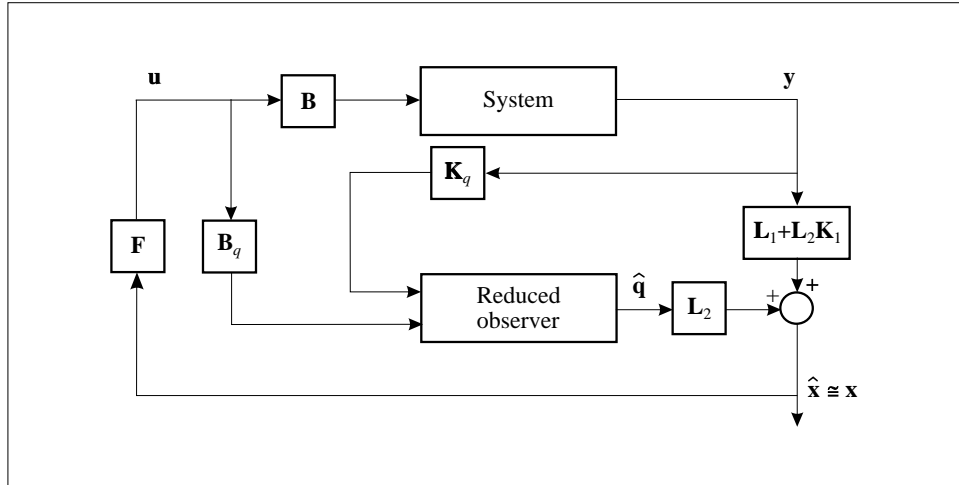 u
y
B
System
K_q
F
B_q
L_1+L_2K_1
Reduced
observer
q̂
L_2
+
+
x̂ ≅ x